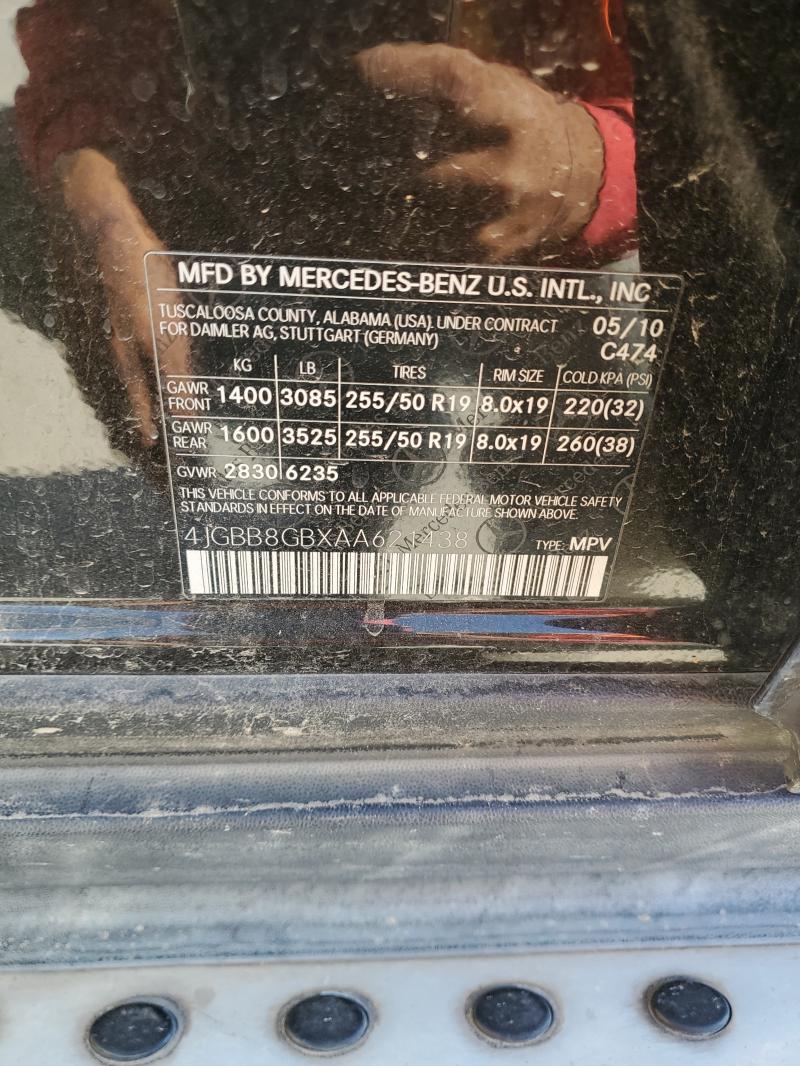 MFD BY MERCEDES-BENZ U.S. INTL., INC
TUSCALOOSA COUNTY, ALABAMA (USA). UNDER CONTRACT
FOR DAIMLER AG, STUTTGART (GERMANY)
05/10
C474
KG LB TIRES RIM SIZE COLD KPA (PSI)
GAWR FRONT 1400 3085 255/50 R19 8.0x19 220(32)
GAWR REAR 1600 3525 255/50 R19 8.0x19 260(38)
GVWR 2830 6235
THIS VEHICLE CONFORMS TO ALL APPLICABLE FEDERAL MOTOR VEHICLE SAFETY
STANDARDS IN EFFECT ON THE DATE OF MANUFACTURE SHOWN ABOVE.
TYPE: MPV